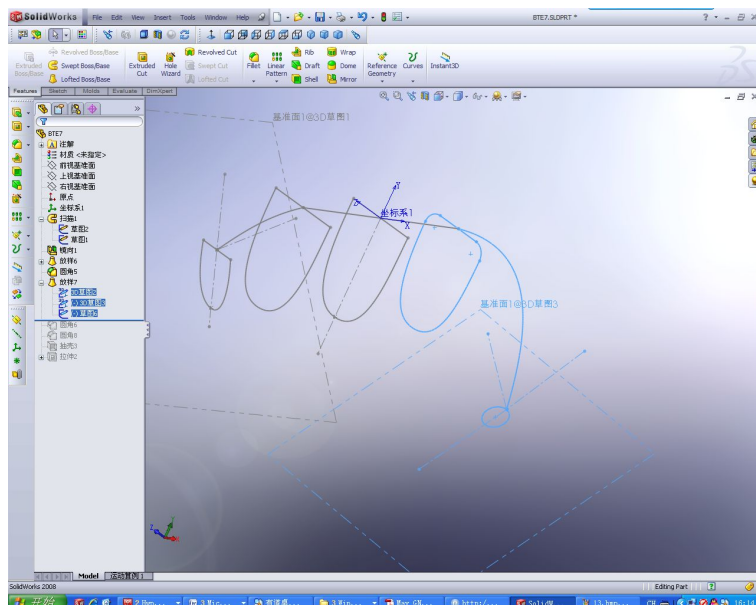 SolidWorks File Edit View Insert Tools Window Help BTE7.SLDPRT *
Extruded Boss/Base
Revolved Boss/Base
Swept Boss/Base
Lofted Boss/Base
Extruded Cut
Hole Wizard
Revolved Cut
Swept Cut
Lofted Cut
Fillet
Linear Pattern
Rib
Draft
Shell
Wrap
Dome
Mirror
Reference Geometry
Curves
Instant3D
Features Sketch Molds Evaluate DimXpert
BTE7
注解
材质 <未指定>
前视基准面
上视基准面
右视基准面
原点
坐标系1
扫描1
草图2
草图1
镜向1
放样6
圆角5
放样7
圆角6
圆角8
抽壳3
拉伸2
基准面1@3D草图1
Y
坐标系1
X
基准面1@3D草图3
Model 运动算例 1
SolidWorks 2008 Editing Part
开始